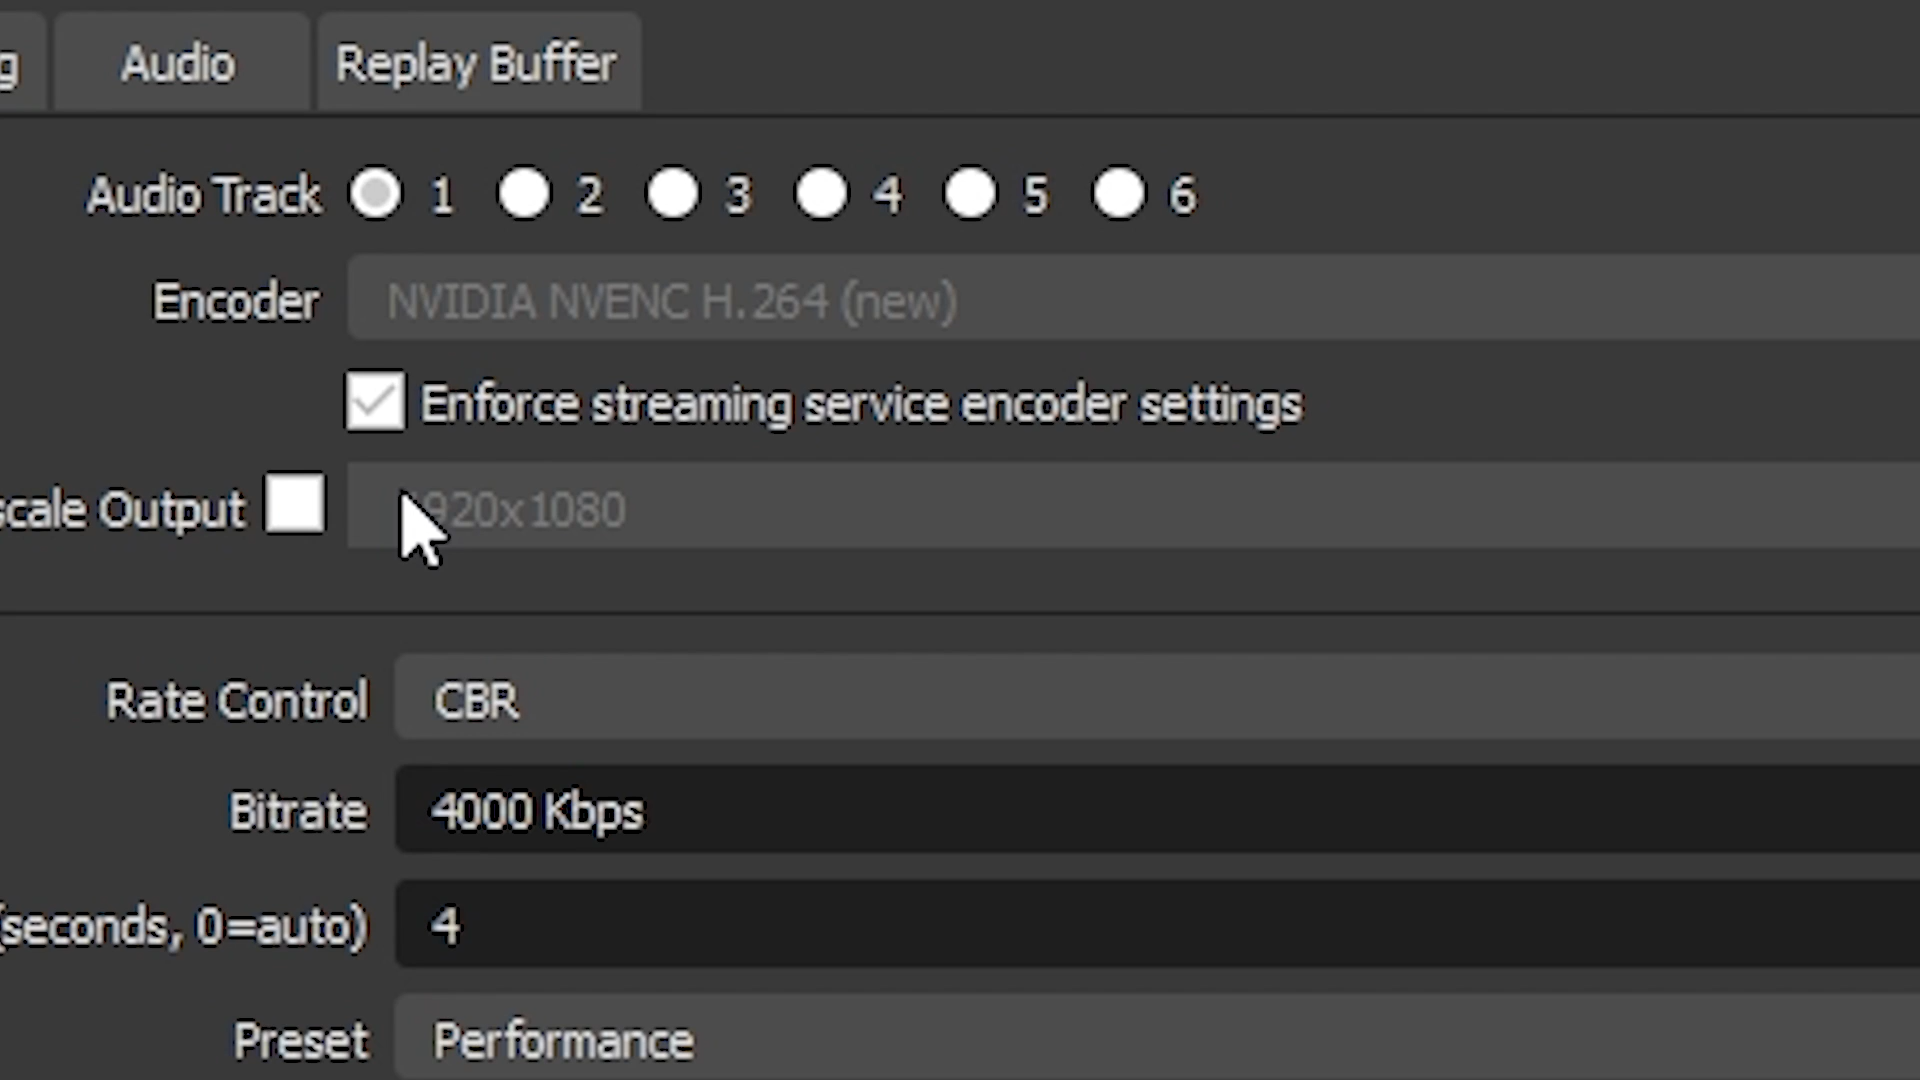 g Audio Replay Buffer
Audio Track 1 2 3 4 5 6
Encoder NVIDIA NVENC H.264 (new)
Enforce streaming service encoder settings
scale Output 920x1080
Rate Control CBR
Bitrate 4000 Kbps
(seconds, 0=auto) 4
Preset Performance